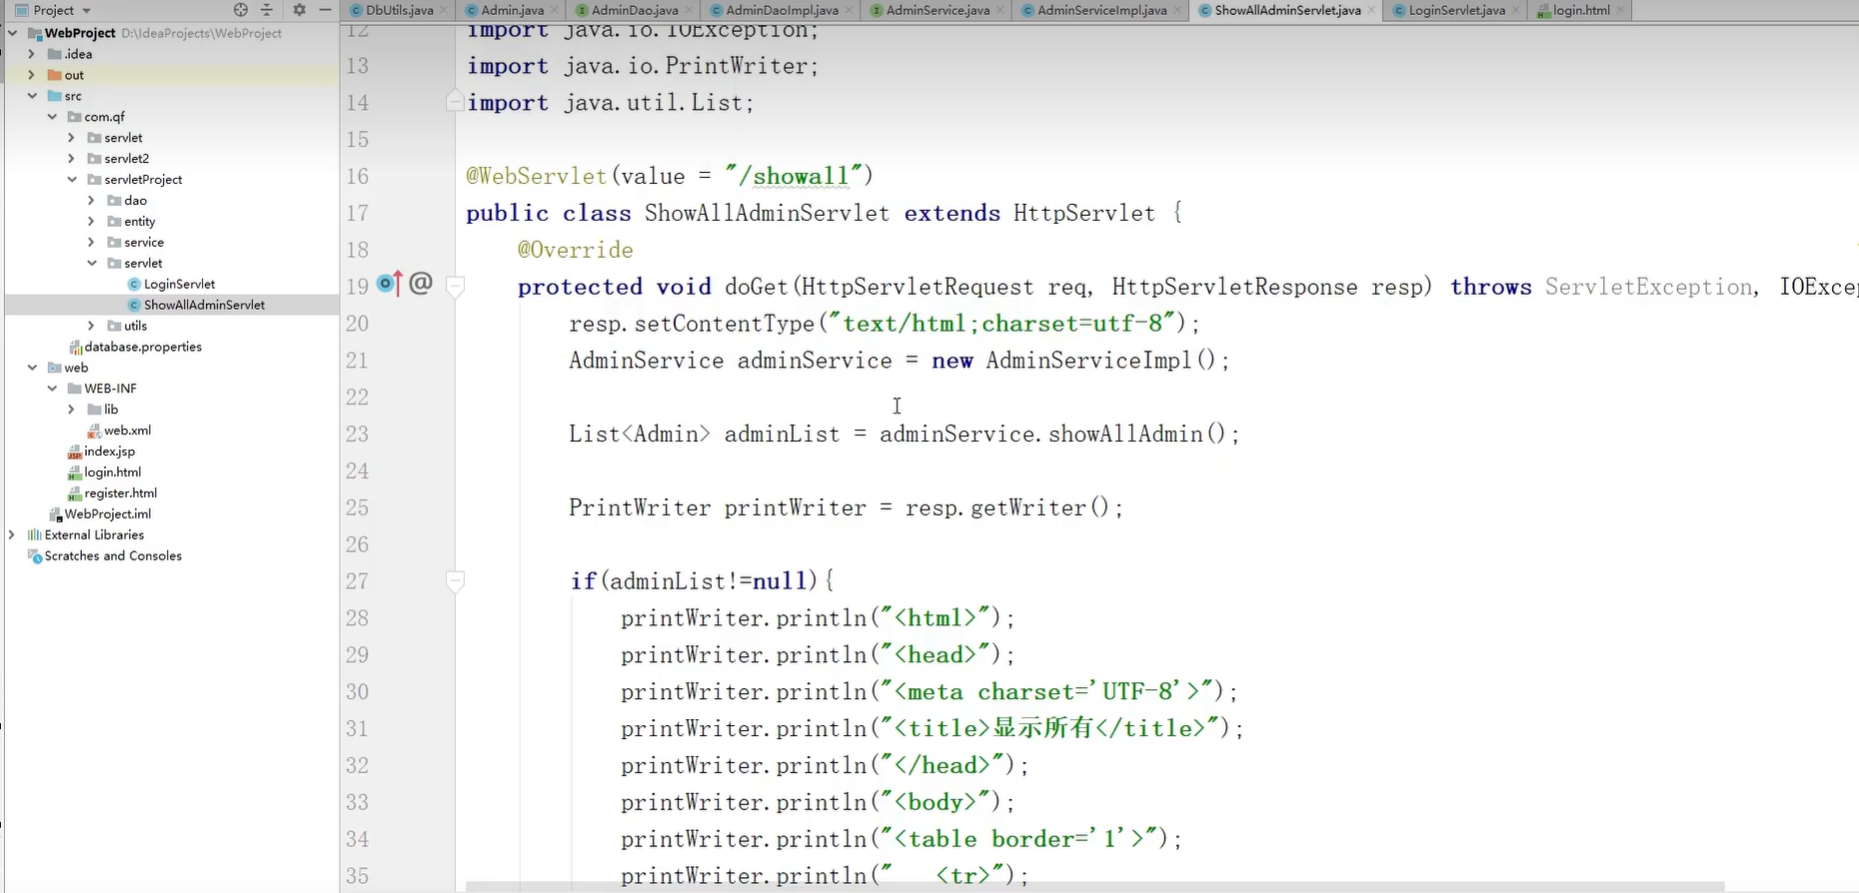 Project
DbUtils.java
Admin.java
AdminDao.java
AdminDaoImpl.java
AdminService.java
AdminServiceImpl.java
ShowAllAdminServlet.java
LoginServlet.java
login.html
WebProject D:\IdeaProjects\WebProject
.idea
out
src
com.qf
servlet
servlet2
servletProject
dao
entity
service
servlet
LoginServlet
ShowAllAdminServlet
utils
database.properties
web
WEB-INF
lib
web.xml
index.jsp
login.html
register.html
WebProject.iml
External Libraries
Scratches and Consoles
12 import java.io.IOException;
13 import java.io.PrintWriter;
14 import java.util.List;
15
16 @WebServlet(value = "/showall")
17 public class ShowAllAdminServlet extends HttpServlet {
18 @Override
19 @ protected void doGet(HttpServletRequest req, HttpServletResponse resp) throws ServletException, IOExcep
20 resp.setContentType("text/html;charset=utf-8");
21 AdminService adminService = new AdminServiceImpl();
22
23 List<Admin> adminList = adminService.showAllAdmin();
24
25 PrintWriter printWriter = resp.getWriter();
26
27 if(adminList!=null){
28 printWriter.println("<html>");
29 printWriter.println("<head>");
30 printWriter.println("<meta charset='UTF-8'>");
31 printWriter.println("<title>显示所有</title>");
32 printWriter.println("</head>");
33 printWriter.println("<body>");
34 printWriter.println("<table border='1'>");
35 printWriter.println("   <tr>");